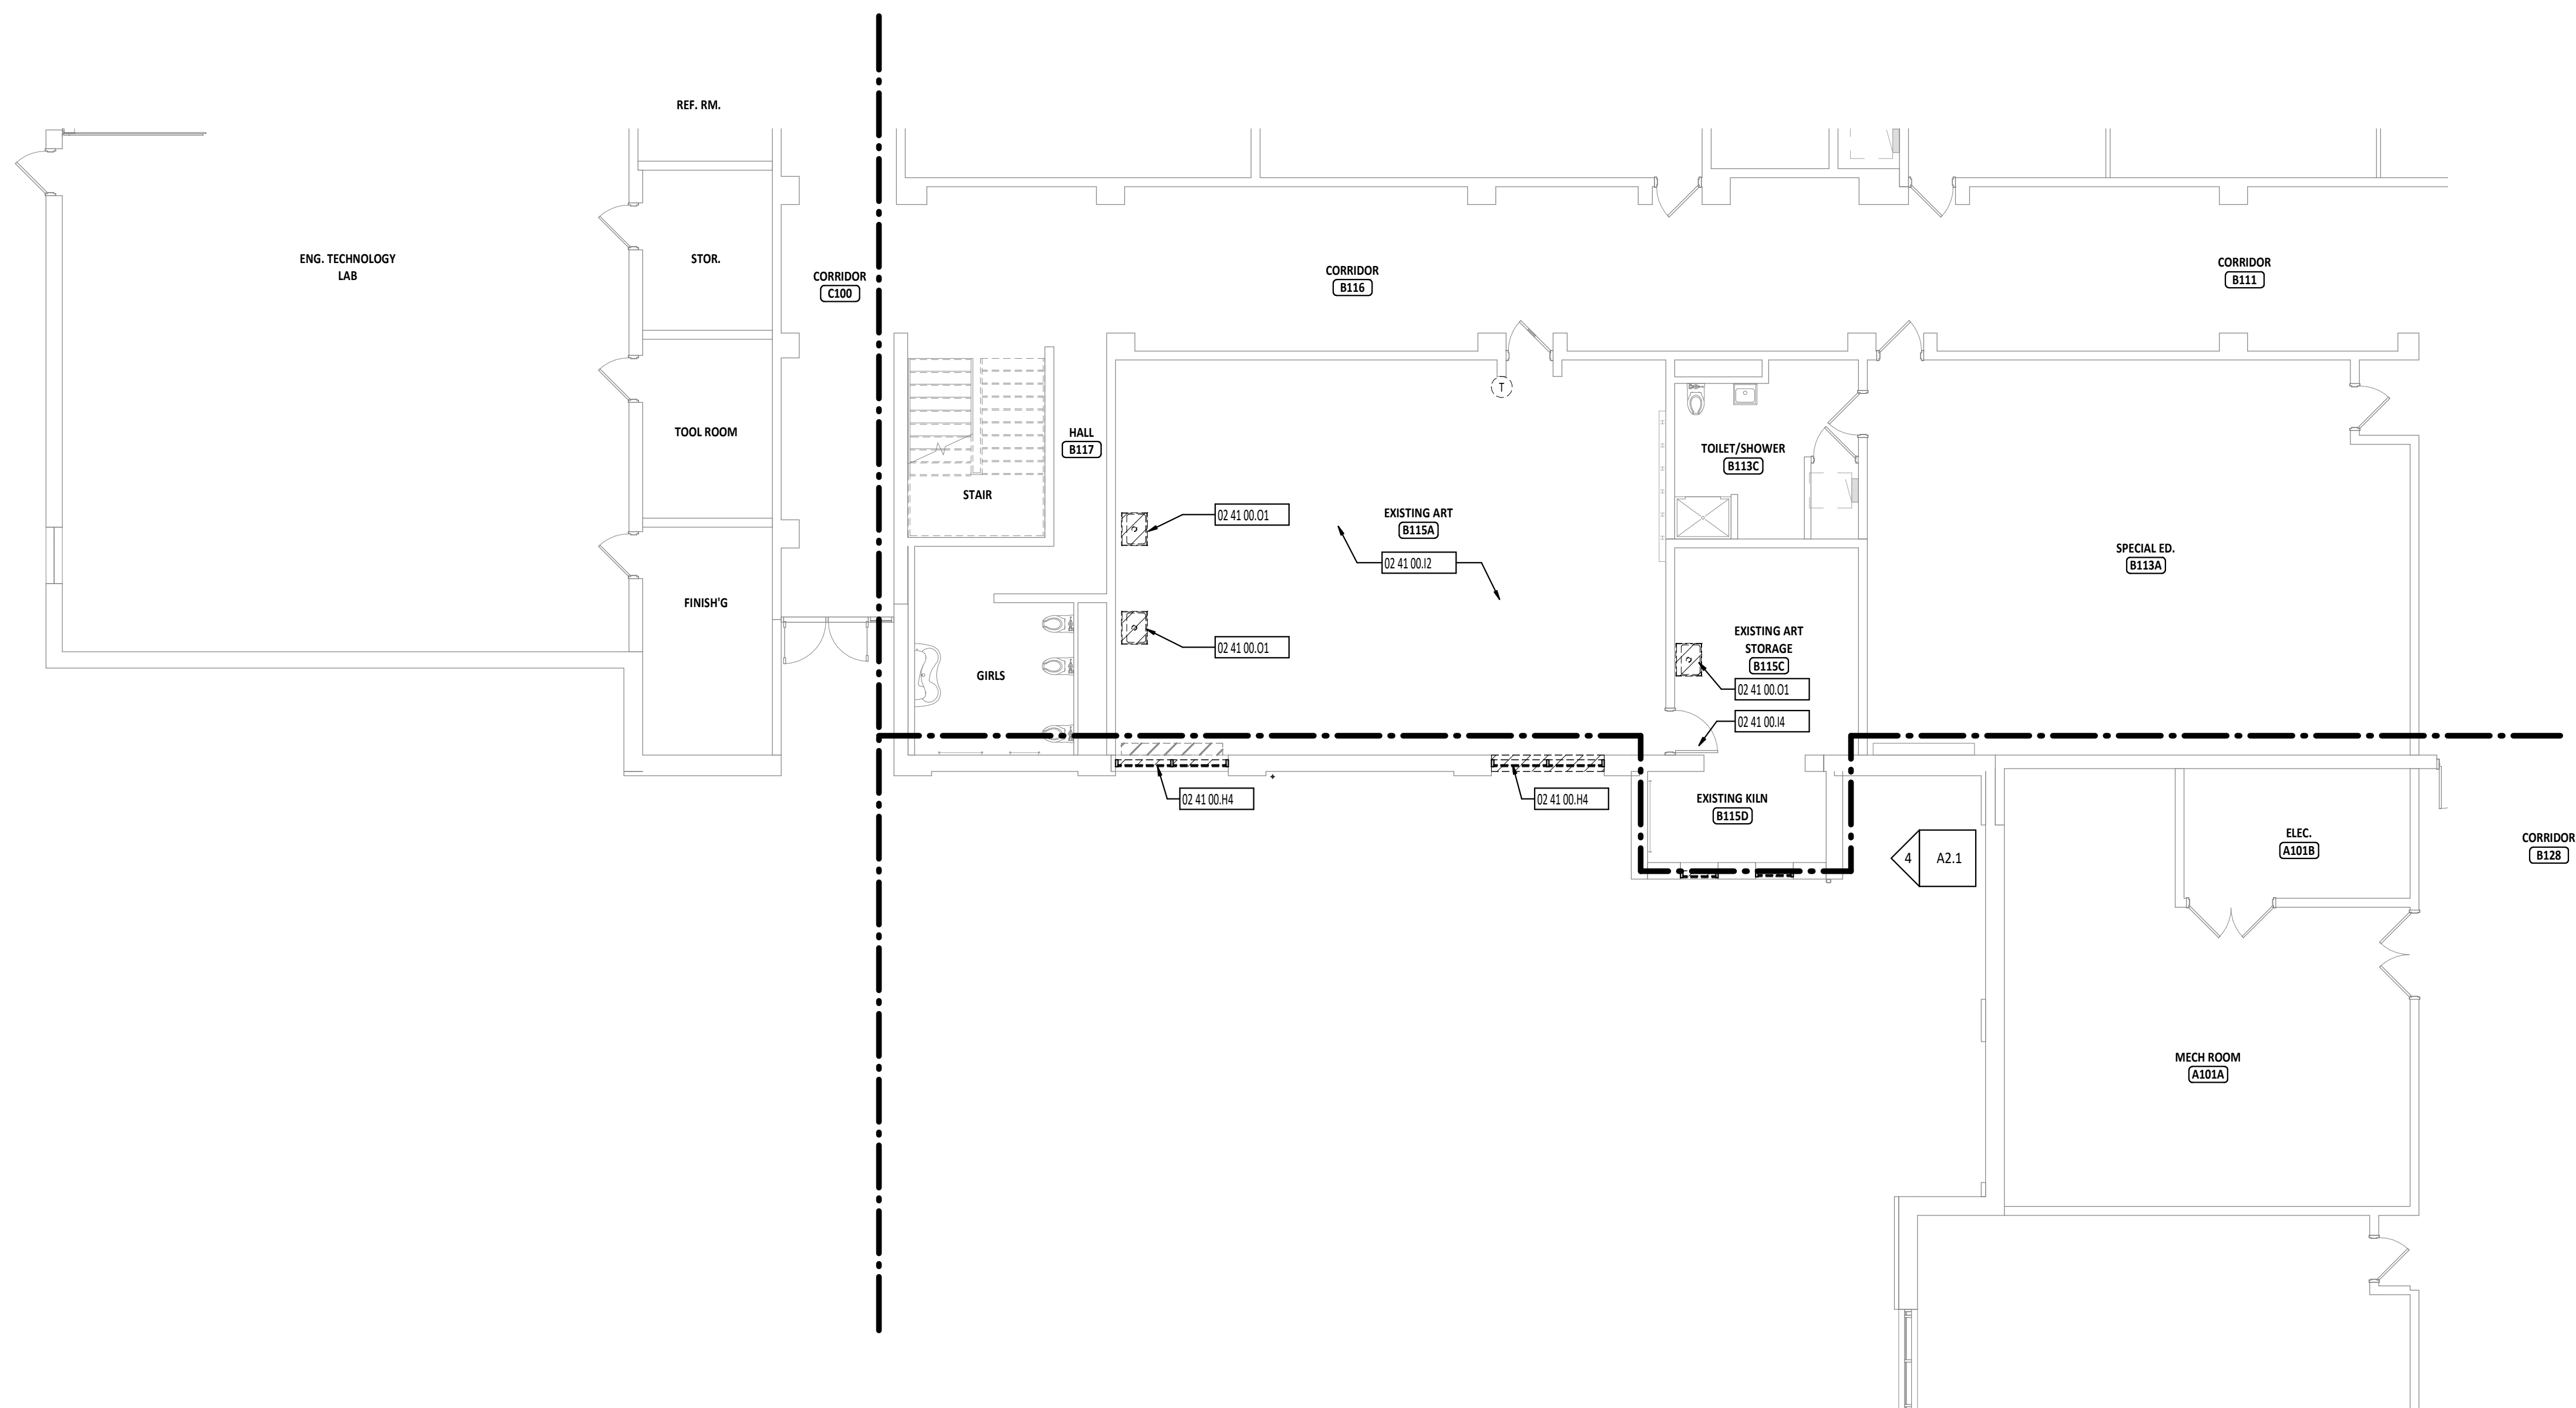 REF. RM.
ENG. TECHNOLOGY
LAB
STOR.
CORRIDOR
C100
CORRIDOR
B116
CORRIDOR
B111
T
TOOL ROOM
HALL
B117
STAIR
TOILET/SHOWER
B113C
02 41 00.O1
EXISTING ART
B115A
02 41 00.I2
SPECIAL ED.
B113A
FINISH'G
02 41 00.O1
GIRLS
EXISTING ART
STORAGE
B115C
02 41 00.O1
02 41 00.I4
02 41 00.H4
02 41 00.H4
EXISTING KILN
B115D
4
A2.1
ELEC.
A101B
CORRIDOR
B128
MECH ROOM
A101A